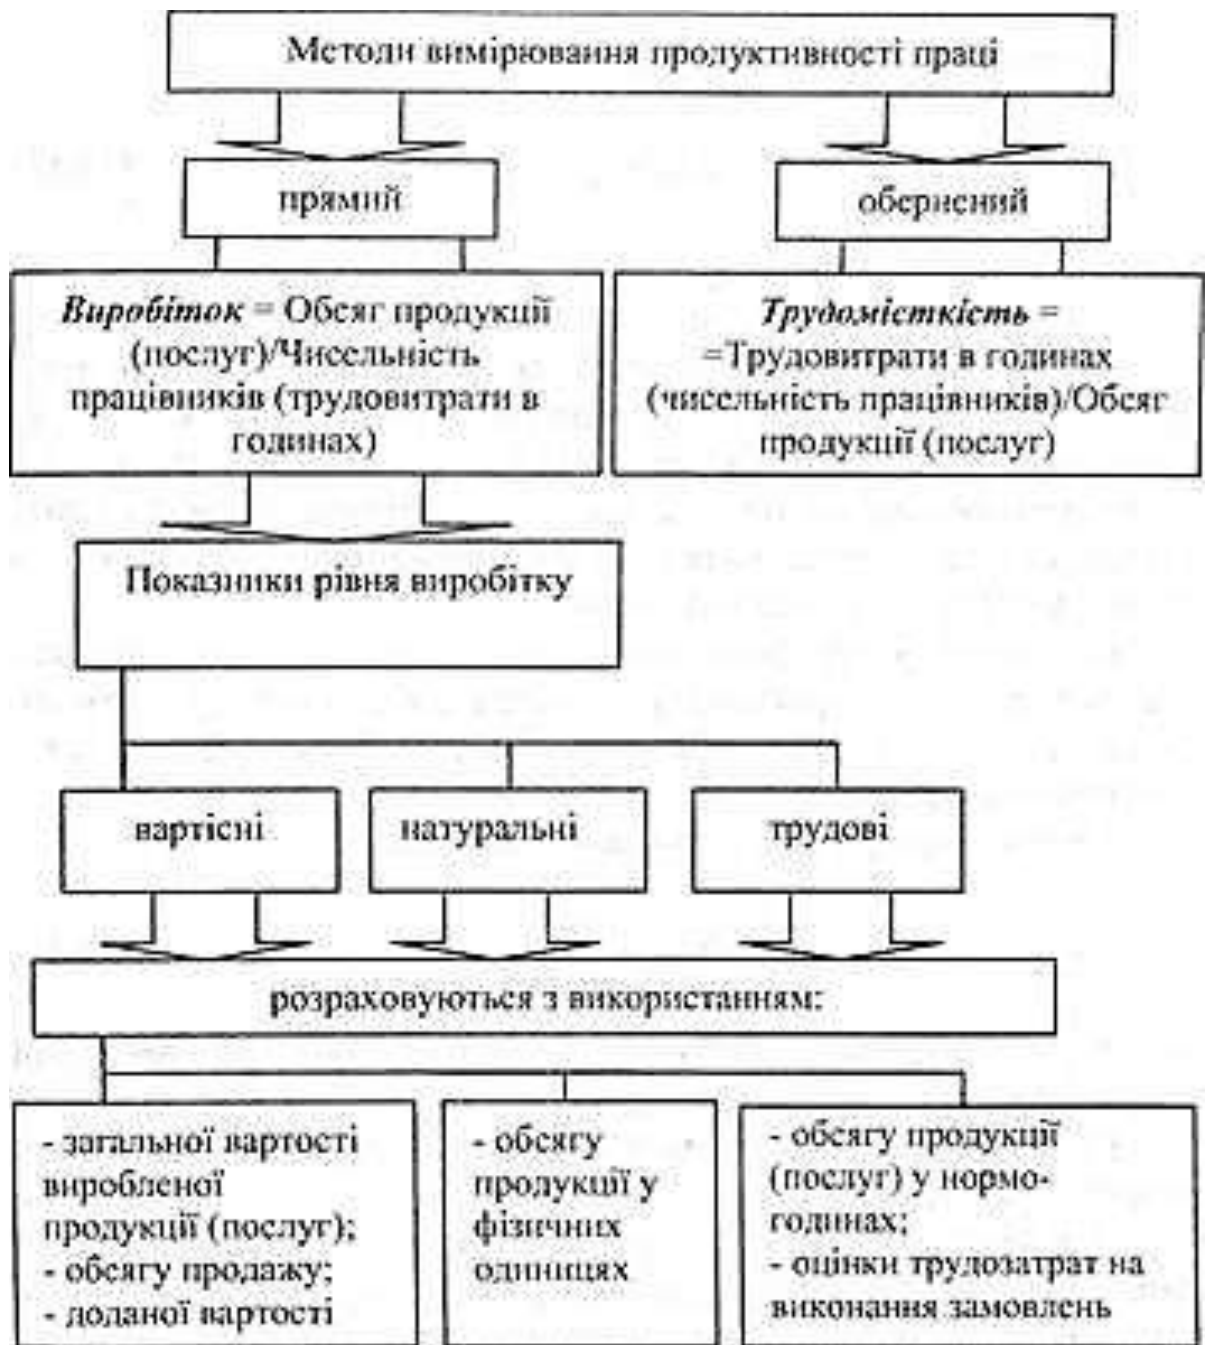 Методи вимірювання продуктивності праці
прямий
обернений
Виробіток = Обсяг продукції
(послуг)/Чисельність
працівників (трудовитрати в
годинах)
Трудомісткість =
=Трудовитрати в годинах
(чисельність працівників)/Обсяг
продукції (послуг)
Показники рівня виробітку
вартісні
натуральні
трудові
розраховуються з використанням:
- загальної вартості
виробленої
продукції (послуг);
- обсягу продажу;
- доданої вартості
- обсягу
продукції у
фізичних
одиницях
- обсягу продукції
(послуг) у нормо-
годинах;
- оцінки трудозатрат на
виконання замовлень